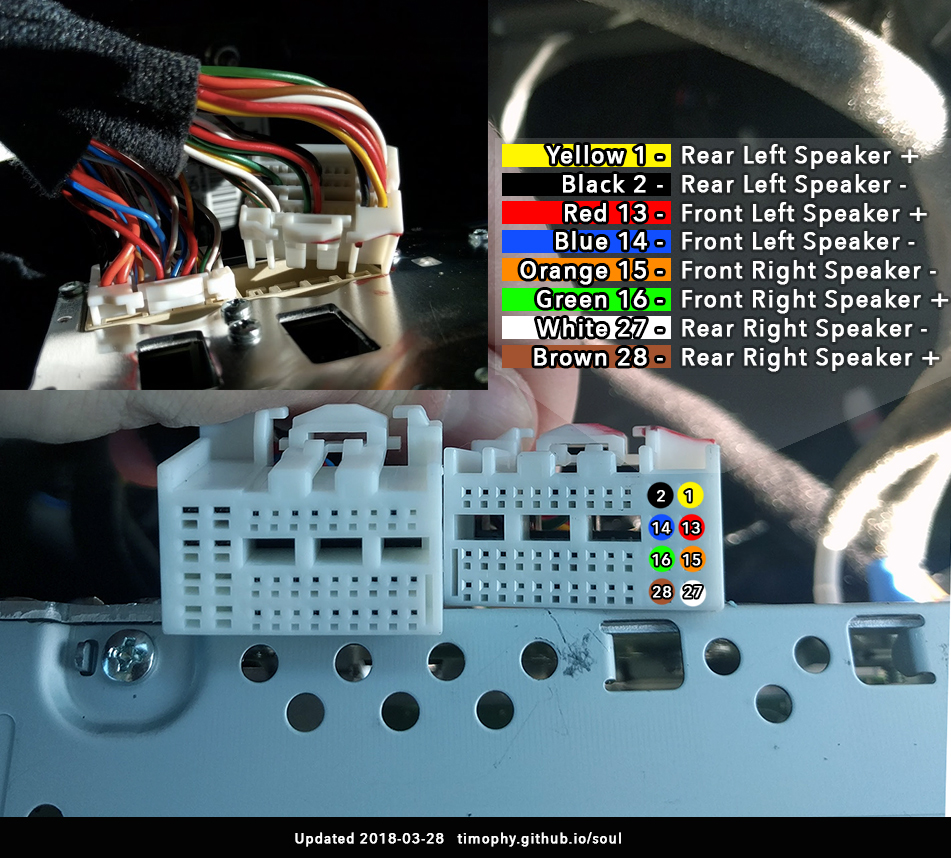 Yellow 1 - Rear Left Speaker +
Black 2 - Rear Left Speaker -
Red 13 - Front Left Speaker +
Blue 14 - Front Left Speaker -
Orange 15 - Front Right Speaker -
Green 16 - Front Right Speaker +
White 27 - Rear Right Speaker -
Brown 28 - Rear Right Speaker +
2 1
14 13
16 15
28 27
Updated 2018-03-28 timophy.github.io/soul